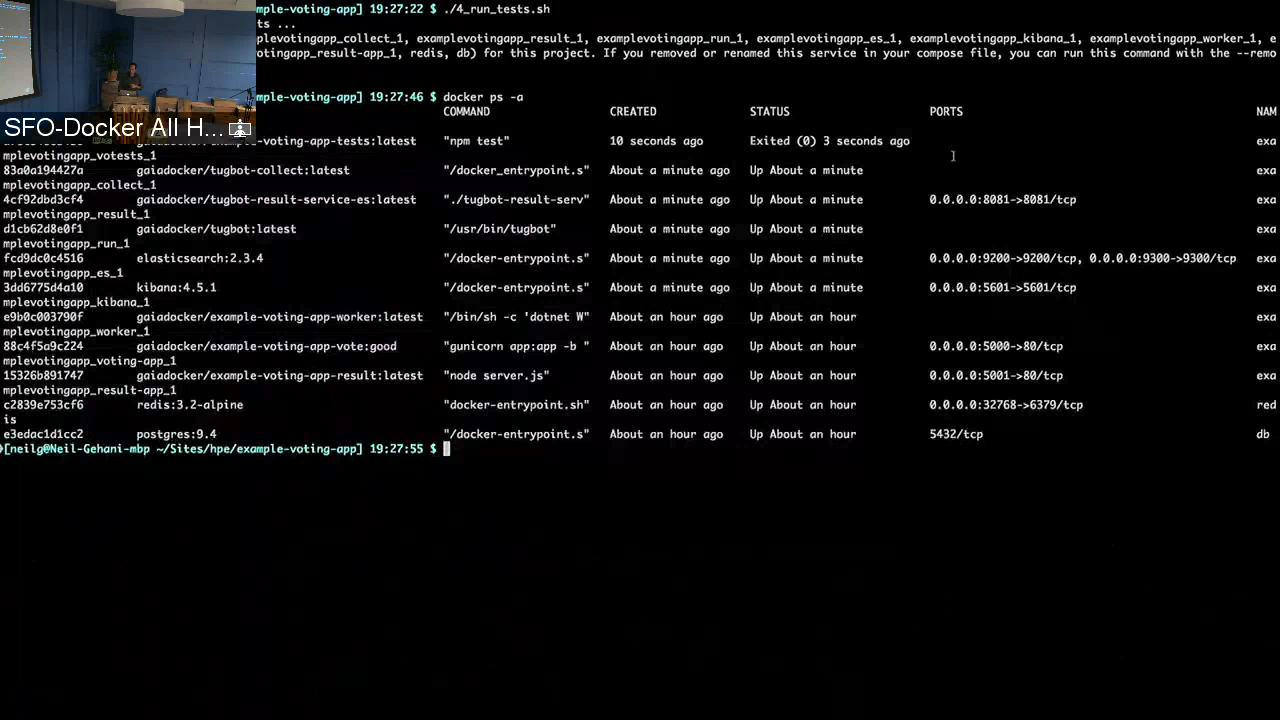 mple-voting-app] 19:27:22 $ ./4_run_tests.sh
ts ...
plevotingapp_collect_1, examplevotingapp_result_1, examplevotingapp_run_1, examplevotingapp_es_1, examplevotingapp_kibana_1, examplevotingapp_worker_1, e
votingapp_result-app_1, redis, db) for this project. If you removed or renamed this service in your compose file, you can run this command with the --remo
mple-voting-app] 19:27:46 $ docker ps -a
COMMAND CREATED STATUS PORTS NAM
SFO-Docker All H...
-voting-app-tests:latest "npm test" 10 seconds ago Exited (0) 3 seconds ago exa
mplevotingapp_votests_1
83a0a194427a gaiadocker/tugbot-collect:latest "/docker_entrypoint.s" About a minute ago Up About a minute exa
mplevotingapp_collect_1
4cf92dbd3cf4 gaiadocker/tugbot-result-service-es:latest "./tugbot-result-serv" About a minute ago Up About a minute 0.0.0.0:8081->8081/tcp exa
mplevotingapp_result_1
d1cb62d8e0f1 gaiadocker/tugbot:latest "/usr/bin/tugbot" About a minute ago Up About a minute exa
mplevotingapp_run_1
fcd9dc0c4516 elasticsearch:2.3.4 "/docker-entrypoint.s" About a minute ago Up About a minute 0.0.0.0:9200->9200/tcp, 0.0.0.0:9300->9300/tcp exa
mplevotingapp_es_1
3dd6775d4a10 kibana:4.5.1 "/docker-entrypoint.s" About a minute ago Up About a minute 0.0.0.0:5601->5601/tcp exa
mplevotingapp_kibana_1
e9b0c003790f gaiadocker/example-voting-app-worker:latest "/bin/sh -c 'dotnet W" About an hour ago Up About an hour exa
mplevotingapp_worker_1
88c4f5a9c224 gaiadocker/example-voting-app-vote:good "gunicorn app:app -b " About an hour ago Up About an hour 0.0.0.0:5000->80/tcp exa
mplevotingapp_voting-app_1
15326b891747 gaiadocker/example-voting-app-result:latest "node server.js" About an hour ago Up About an hour 0.0.0.0:5001->80/tcp exa
mplevotingapp_result-app_1
c2839e753cf6 redis:3.2-alpine "docker-entrypoint.sh" About an hour ago Up About an hour 0.0.0.0:32768->6379/tcp red
is
e3edac1d1cc2 postgres:9.4 "/docker-entrypoint.s" About an hour ago Up About an hour 5432/tcp db
[neilg@Neil-Gehani-mbp ~/Sites/hpe/example-voting-app] 19:27:55 $